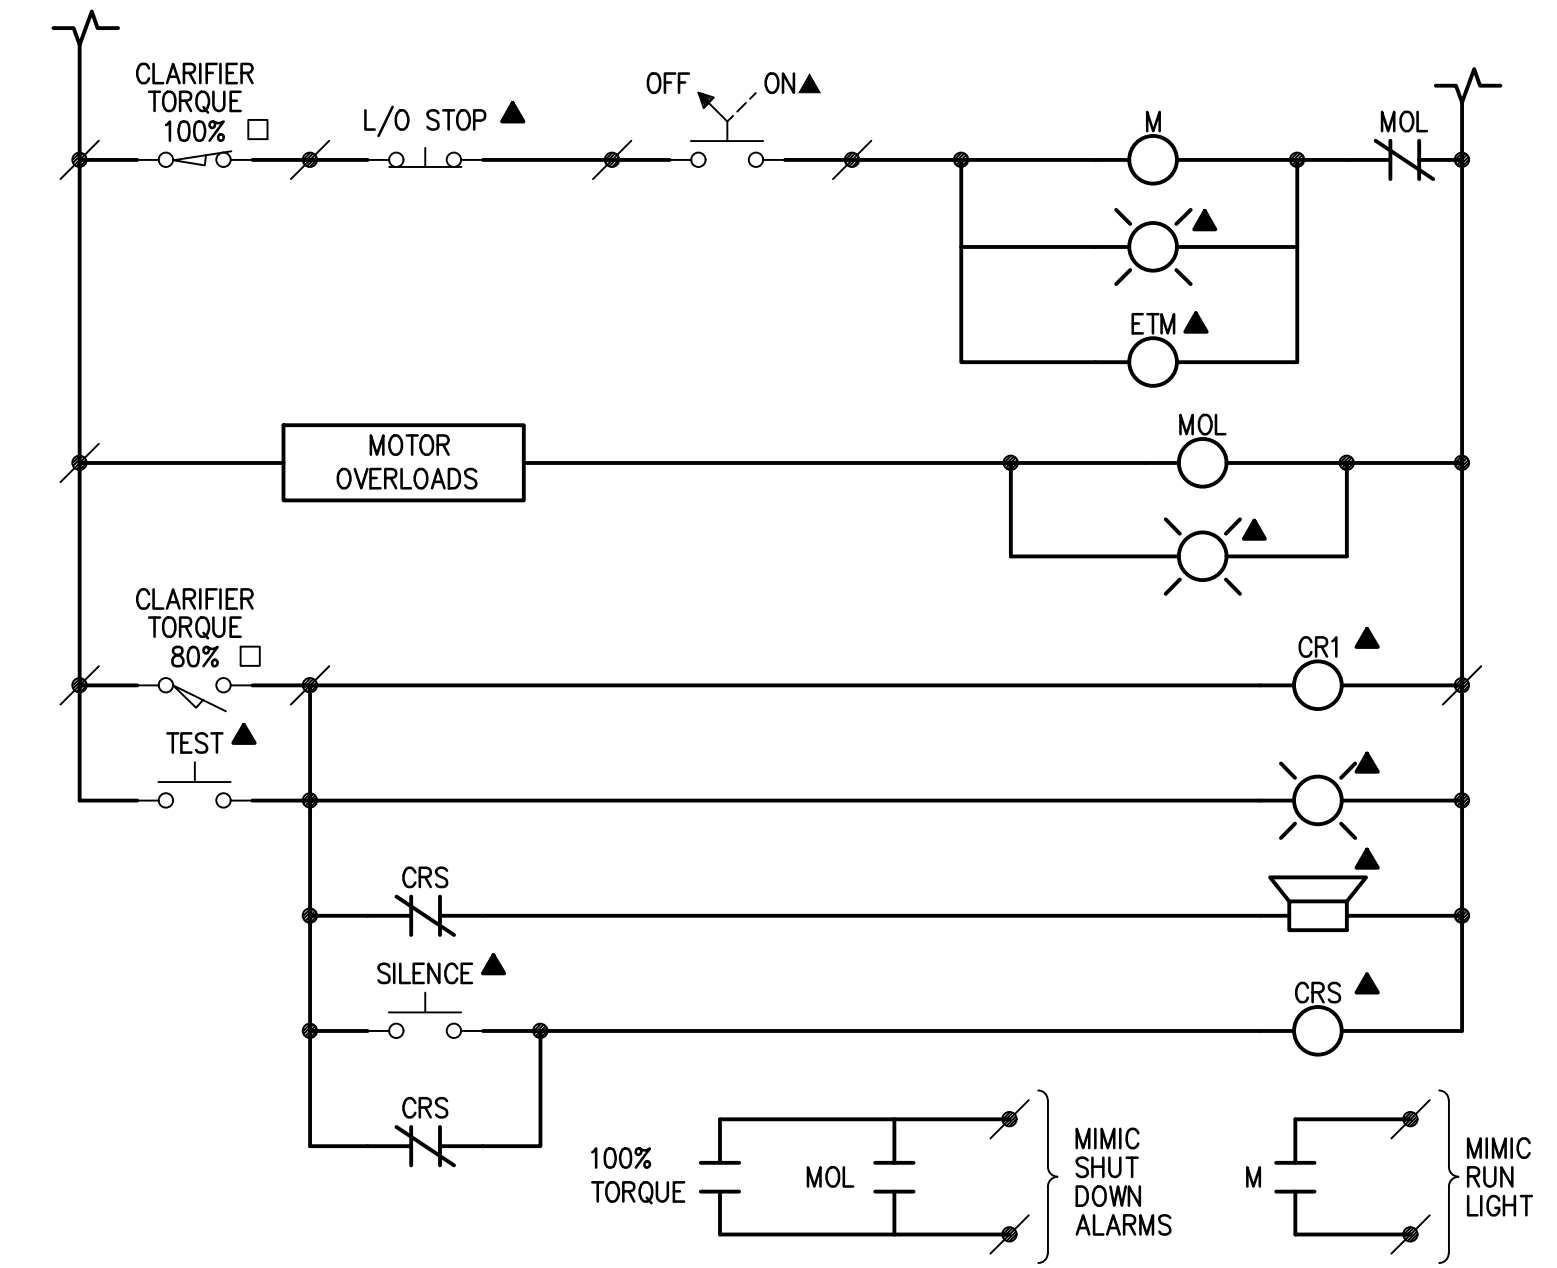 CLARIFIER
TORQUE
100%
L/O STOP
OFF
ON
M
MOL
ETM
MOTOR
OVERLOADS
MOL
CLARIFIER
TORQUE
80%
CR1
TEST
CRS
SILENCE
CRS
CRS
100%
TORQUE
MOL
MIMIC
SHUT
DOWN
ALARMS
M
MIMIC
RUN
LIGHT